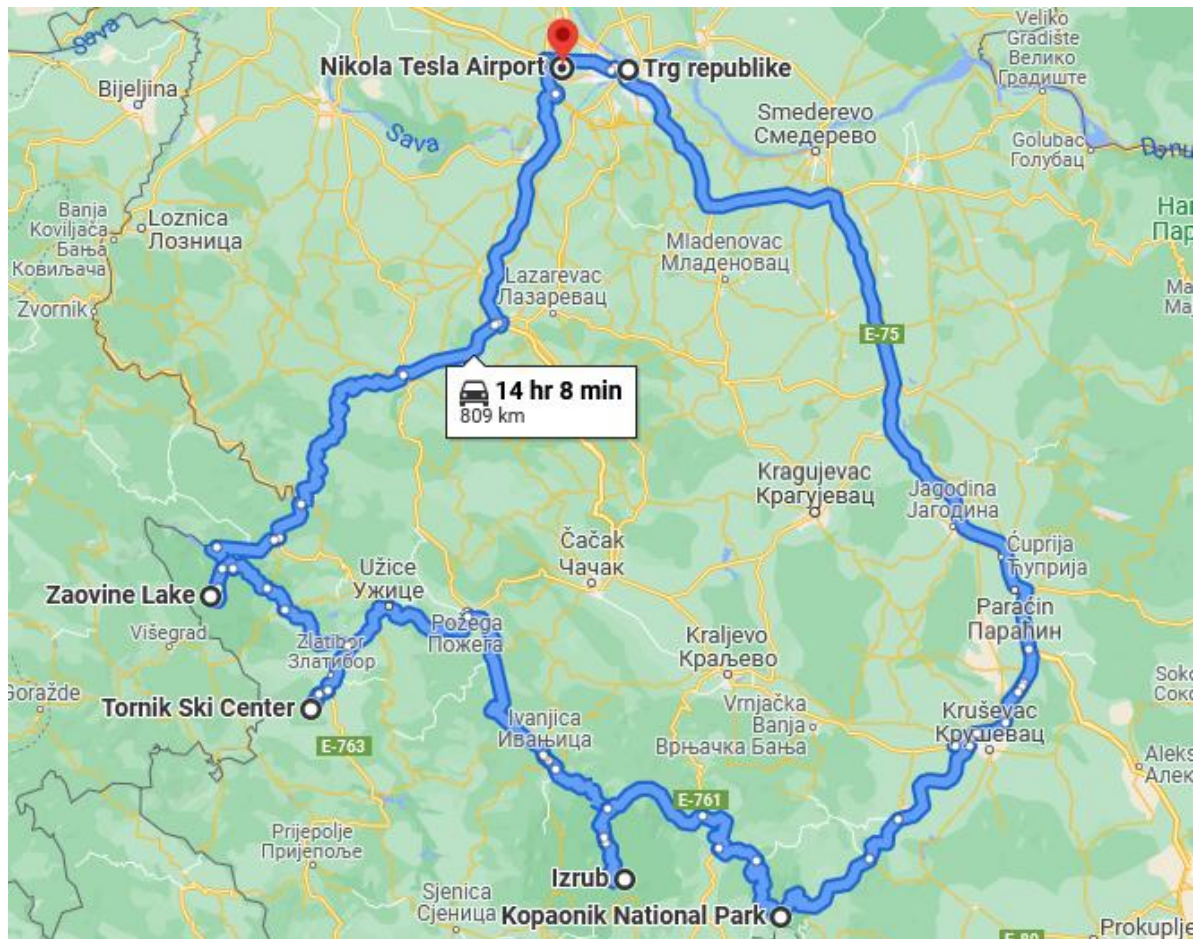 Sava
Veliko
Gradište
Велико
Градиште
Nikola Tesla Airport
Trg republike
Bijeljina
Smederevo
Смедерево
Sava
Golubac
Голубац
Banja
Koviljača
Бања
Ковиљача
Loznica
Лозница
Mladenovac
Младеновац
Zvornik
Lazarevac
Лазаревац
E-75
14 hr 8 min
809 km
Kragujevac
Крагујевац
Jagodina
Јагодина
Čačak
Чачак
Ćuprija
Ћуприја
Užice
Ужице
Zaovine Lake
Požega
Пожега
Paraćin
Параћин
Višegrad
Zlatibor
Златибор
Kraljevo
Краљево
Goražde
Tornik Ski Center
Ivanjica
Ивањица
Vrnjačka
Banja
Врњачка Бања
Kruševac
Крушевац
E-763
E-761
Prijepolje
Пријепоље
Izrub
Sjenica
Сјеница
Kopaonik National Park
E-80